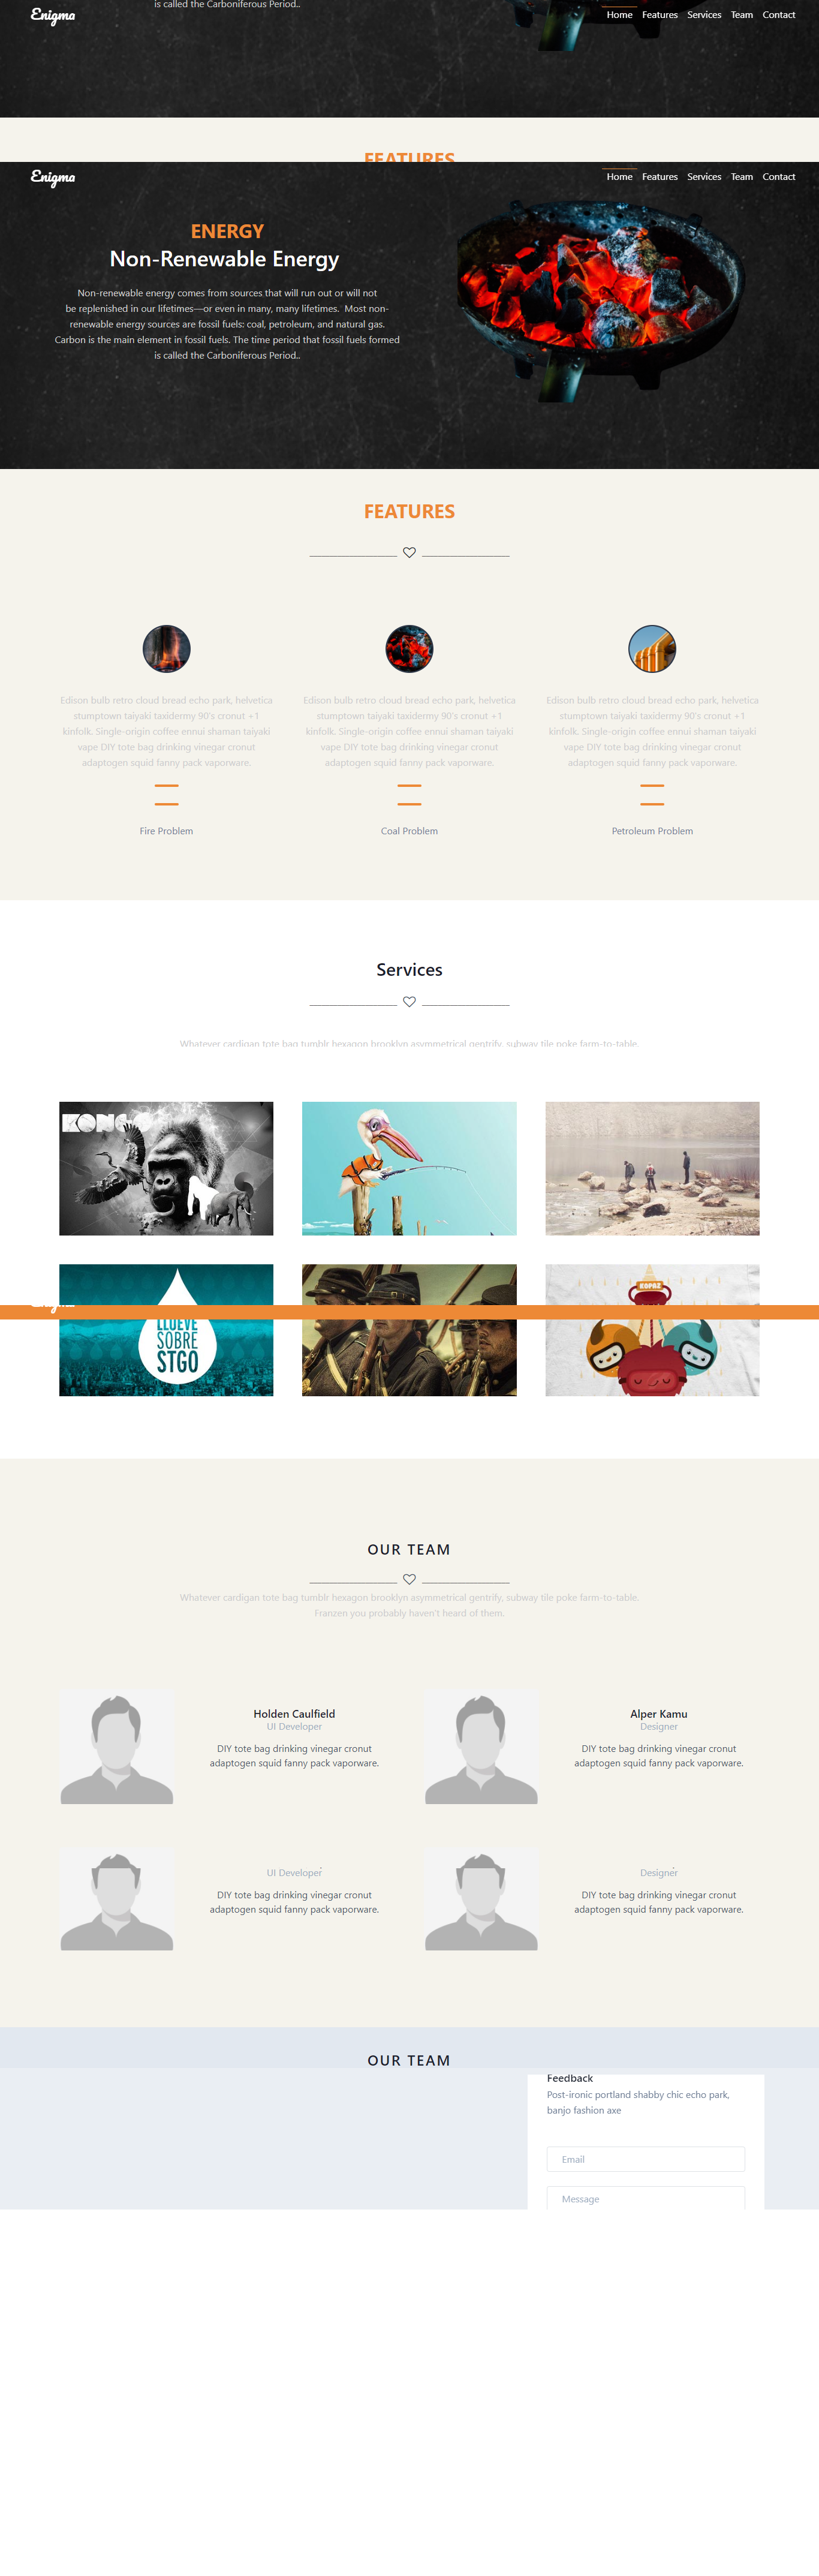 is called the Carboniferous Period..
Enigma
Home Features Services Team Contact
FEATURES
Enigma
Home Features Services Team Contact
ENERGY
Non-Renewable Energy
Non-renewable energy comes from sources that will run out or will not
be replenished in our lifetimes—or even in many, many lifetimes. Most non-
renewable energy sources are fossil fuels: coal, petroleum, and natural gas.
Carbon is the main element in fossil fuels. The time period that fossil fuels formed
is called the Carboniferous Period..
FEATURES
Edison bulb retro cloud bread echo park, helvetica
stumptown taiyaki taxidermy 90's cronut +1
kinfolk. Single-origin coffee ennui shaman taiyaki
vape DIY tote bag drinking vinegar cronut
adaptogen squid fanny pack vaporware.
Fire Problem
Edison bulb retro cloud bread echo park, helvetica
stumptown taiyaki taxidermy 90's cronut +1
kinfolk. Single-origin coffee ennui shaman taiyaki
vape DIY tote bag drinking vinegar cronut
adaptogen squid fanny pack vaporware.
Coal Problem
Edison bulb retro cloud bread echo park, helvetica
stumptown taiyaki taxidermy 90's cronut +1
kinfolk. Single-origin coffee ennui shaman taiyaki
vape DIY tote bag drinking vinegar cronut
adaptogen squid fanny pack vaporware.
Petroleum Problem
Services
Whatever cardigan tote bag tumblr hexagon brooklyn asymmetrical gentrify, subway tile poke farm-to-table.
LLUEVE
SOBRE
STGO
KOPAZ
OUR TEAM
Whatever cardigan tote bag tumblr hexagon brooklyn asymmetrical gentrify, subway tile poke farm-to-table.
Franzen you probably haven't heard of them.
Holden Caulfield
UI Developer
DIY tote bag drinking vinegar cronut
adaptogen squid fanny pack vaporware.
Alper Kamu
Designer
DIY tote bag drinking vinegar cronut
adaptogen squid fanny pack vaporware.
UI Developer
DIY tote bag drinking vinegar cronut
adaptogen squid fanny pack vaporware.
Designer
DIY tote bag drinking vinegar cronut
adaptogen squid fanny pack vaporware.
OUR TEAM
Feedback
Post-ironic portland shabby chic echo park,
banjo fashion axe
Email
Message